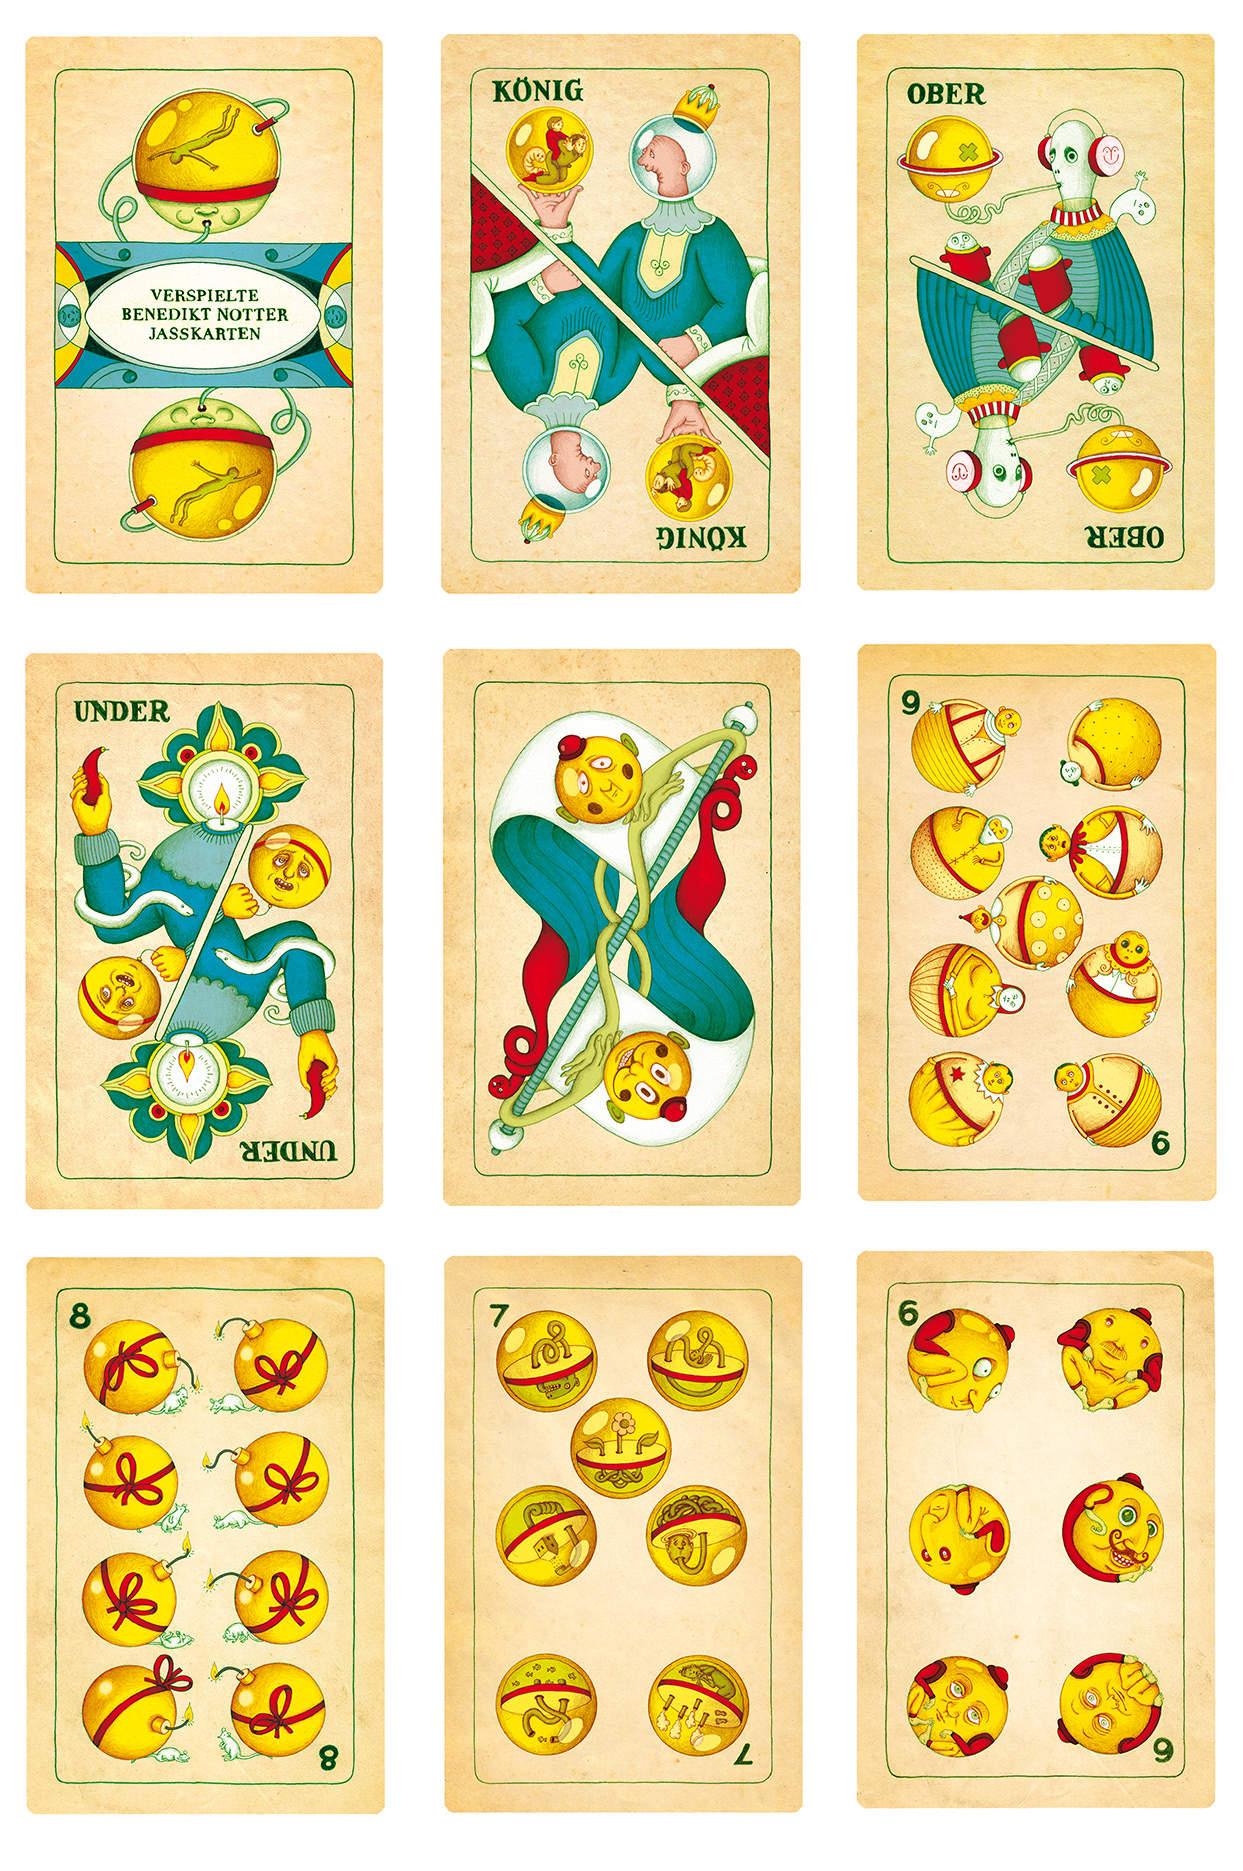 VERSPIELTE
BENEDIKT NOTTER
JASSKARTEN
KÖNIG
KÖNIG
OBER
OBER
UNDER
UNDER
9
9
8
8
7
7
6
6